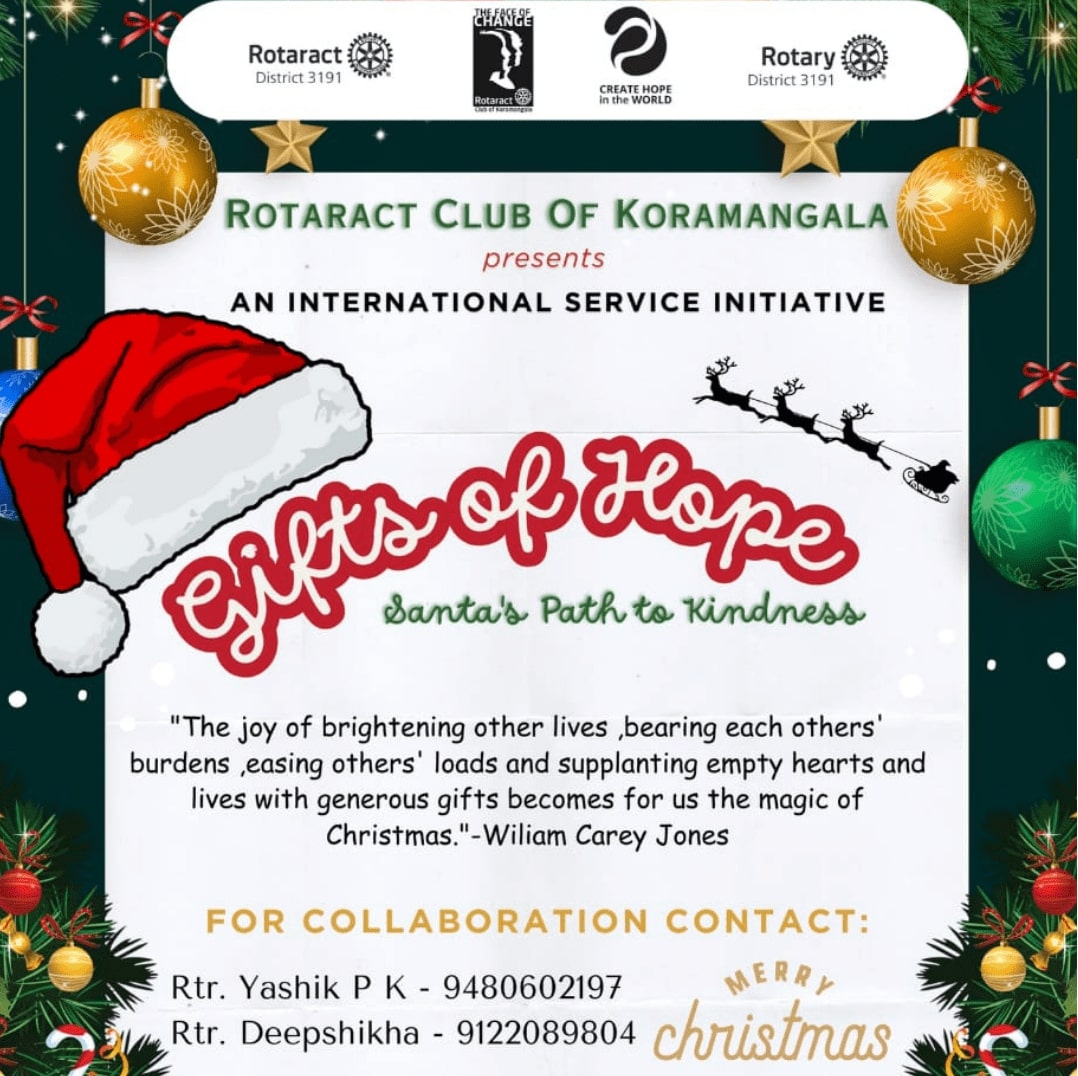 Rotaract
District 3191
THE FACE OF
CHANGE
Rotaract
Club of Koramangala
CREATE HOPE
in the WORLD
Rotary
District 3191
ROTARACT CLUB OF KORAMANGALA
presents
AN INTERNATIONAL SERVICE INITIATIVE
Gifts of Hope
Santa's Path to Kindness
"The joy of brightening other lives ,bearing each others'
burdens ,easing others' loads and supplanting empty hearts and
lives with generous gifts becomes for us the magic of
Christmas."-Wiliam Carey Jones
FOR COLLABORATION CONTACT:
Rtr. Yashik P K - 9480602197
Rtr. Deepshikha - 9122089804
MERRY
christmas